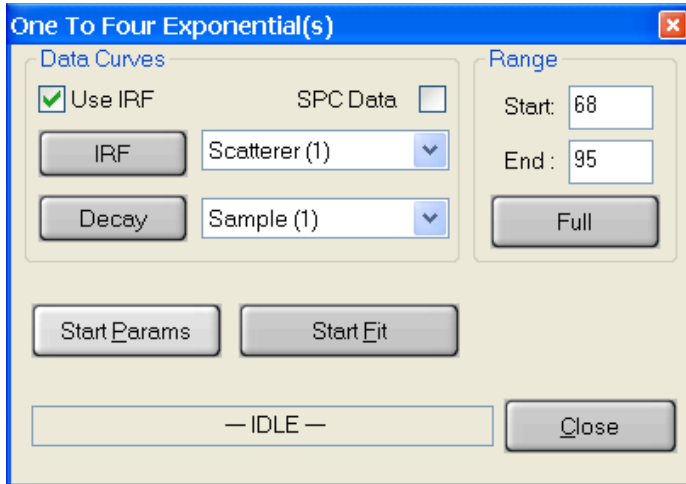 One To Four Exponential(s)
Data Curves
Use IRF
SPC Data
IRF
Scatterer (1)
Decay
Sample (1)
Range
Start: 68
End : 95
Full
Start Params
Start Fit
— IDLE —
Close